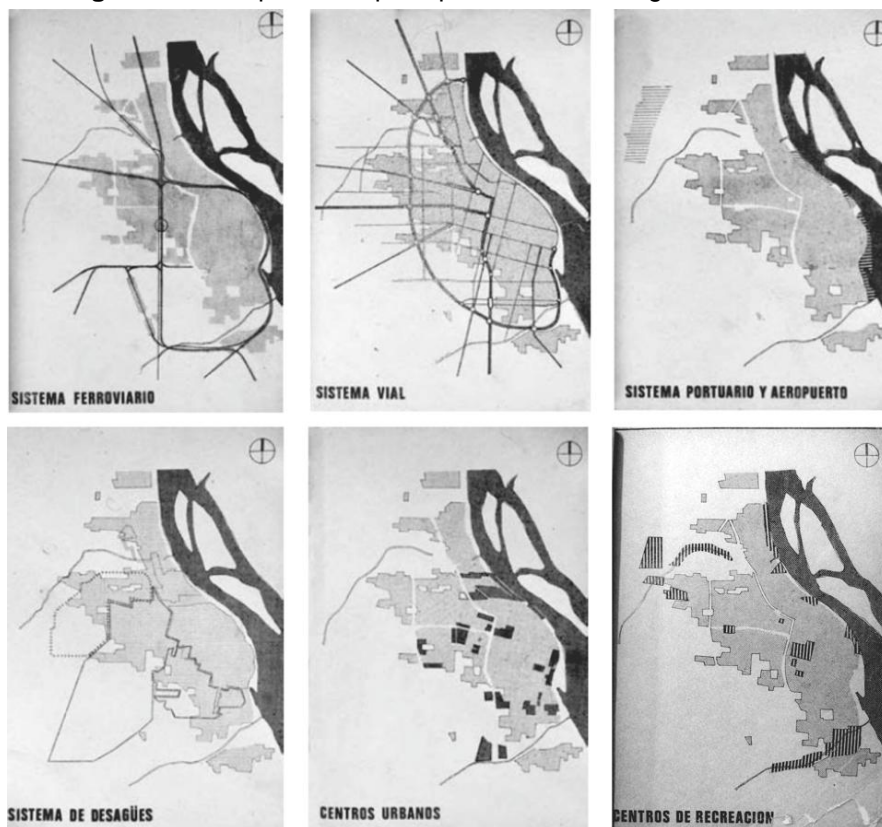 SISTEMA FERROVIARIO
SISTEMA VIAL
SISTEMA PORTUARIO Y AEROPUERTO
SISTEMA DE DESAGÜES
CENTROS URBANOS
CENTROS DE RECREACION